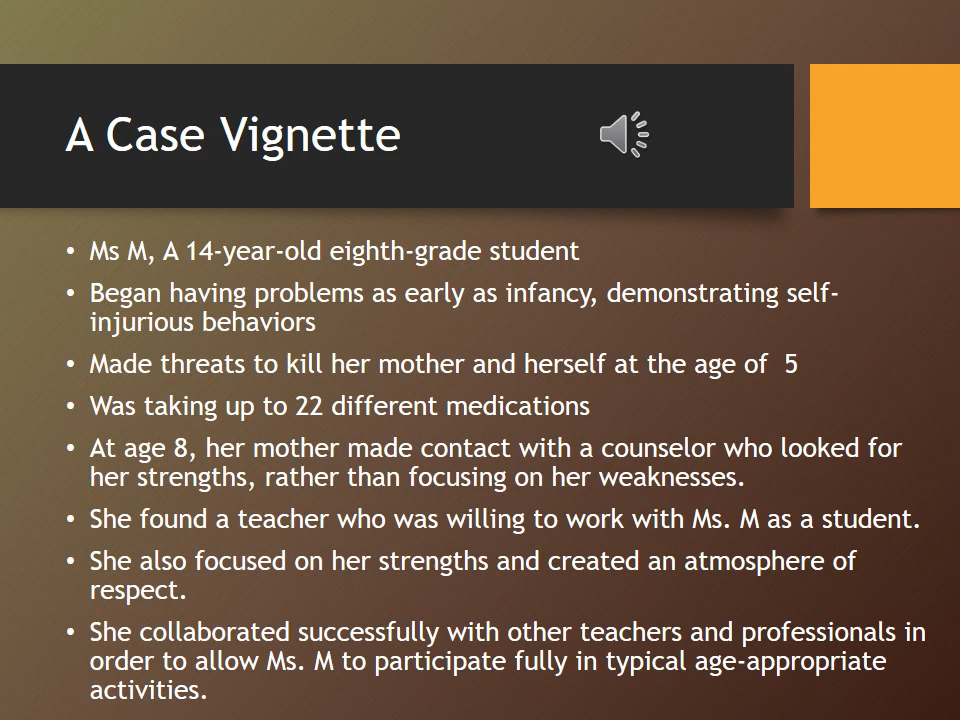 A Case Vignette
• Ms M, A 14-year-old eighth-grade student
• Began having problems as early as infancy, demonstrating self-
injurious behaviors
• Made threats to kill her mother and herself at the age of  5
• Was taking up to 22 different medications
• At age 8, her mother made contact with a counselor who looked for
her strengths, rather than focusing on her weaknesses.
• She found a teacher who was willing to work with Ms. M as a student.
• She also focused on her strengths and created an atmosphere of
respect.
• She collaborated successfully with other teachers and professionals in
order to allow Ms. M to participate fully in typical age-appropriate
activities.